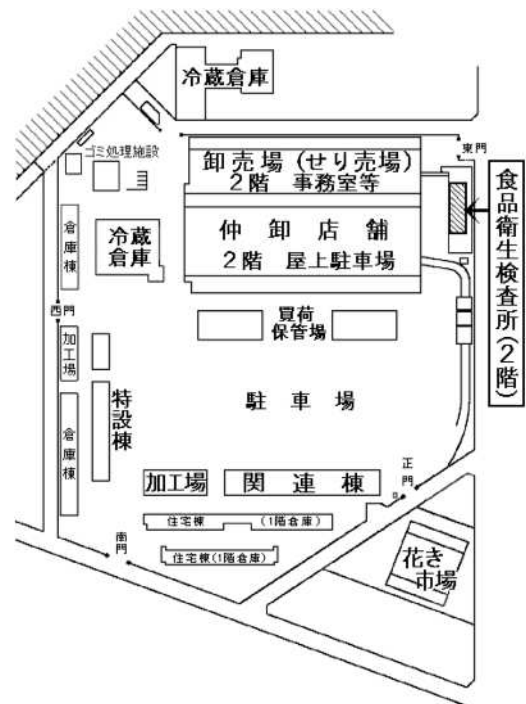 冷蔵倉庫
東門
ゴミ処理施設
卸売場(せり売場)
2階 事務室等
食品衛生検査所(2階)
倉庫棟
冷蔵
倉庫
仲卸店舗
2階 屋上駐車場
西門
買荷
保管場
加工場
特設棟
駐車場
倉庫棟
加工場
関連棟
正門
住宅棟 (1階倉庫)
南門
住宅棟(1階倉庫)
花き
市場